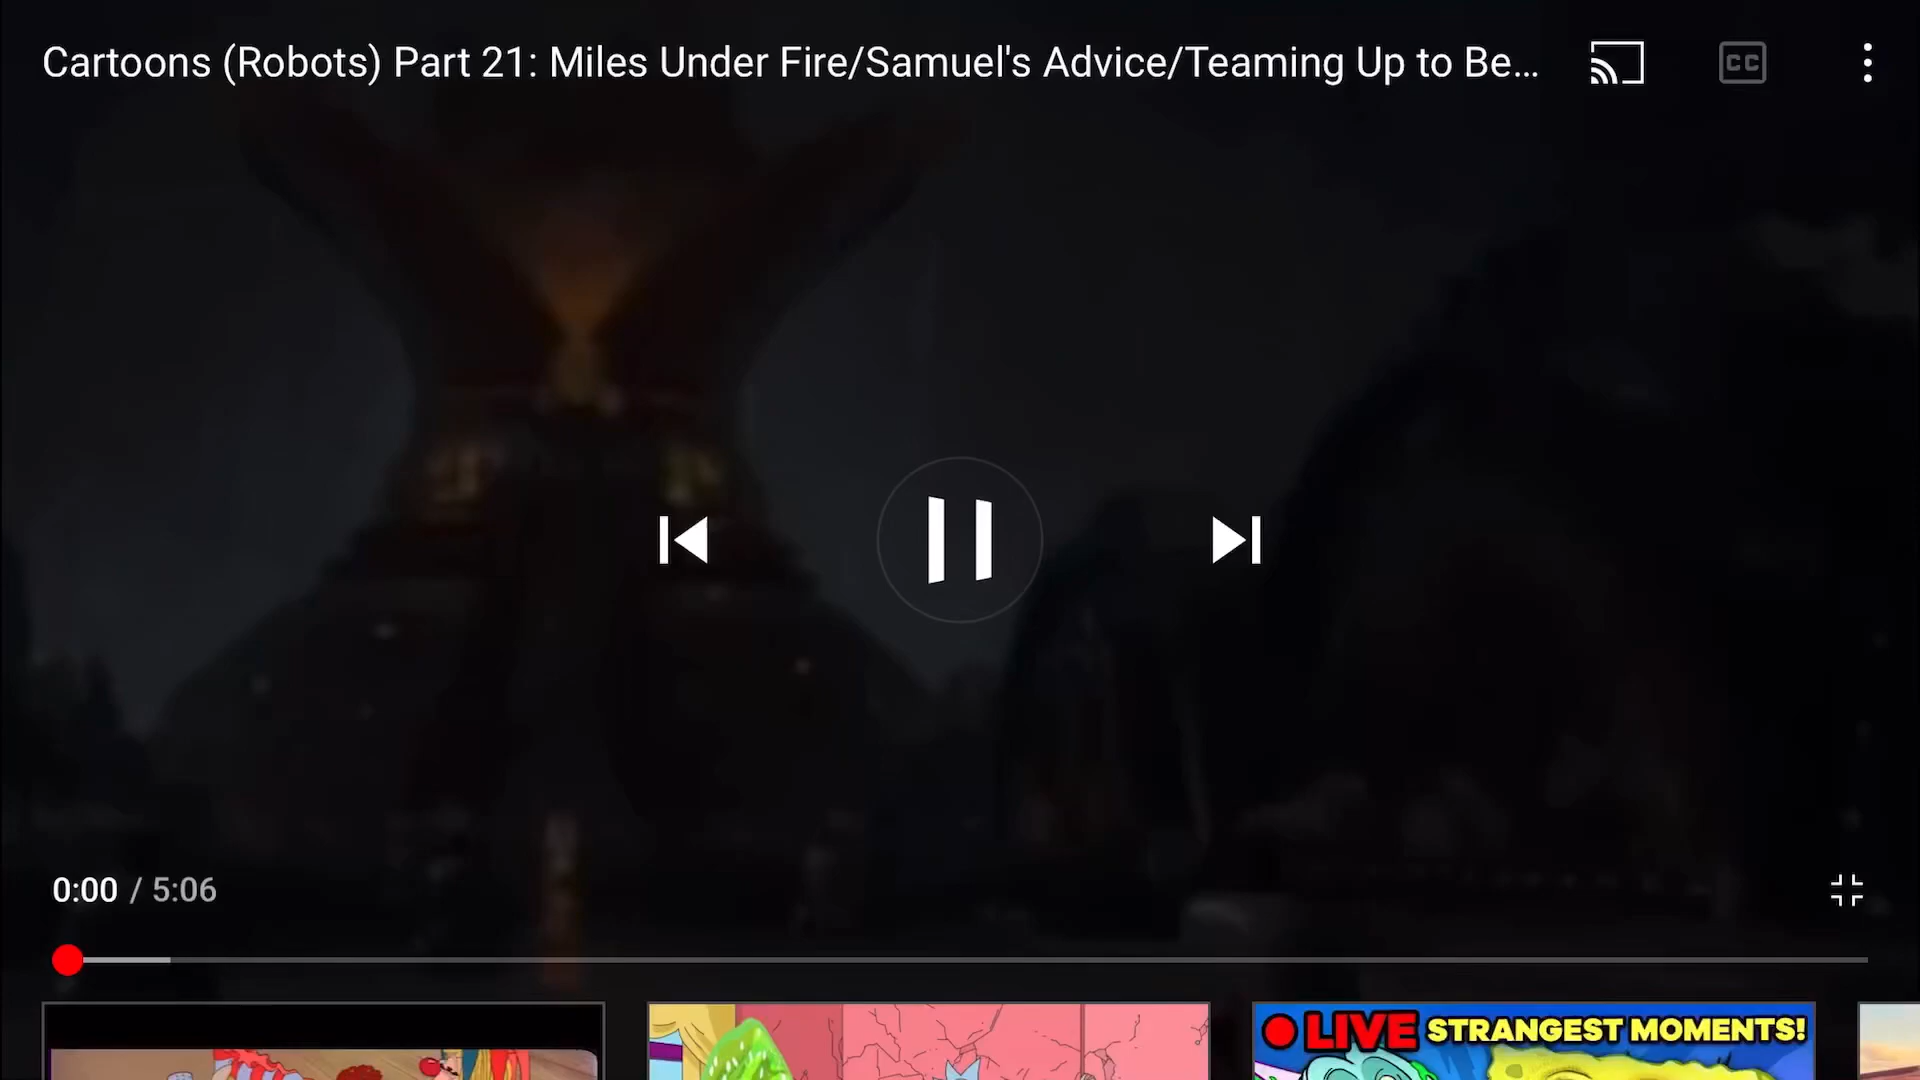 Cartoons (Robots) Part 21: Miles Under Fire/Samuel's Advice/Teaming Up to Be...
CC
0:00 / 5:06
LIVE STRANGEST MOMENTS!